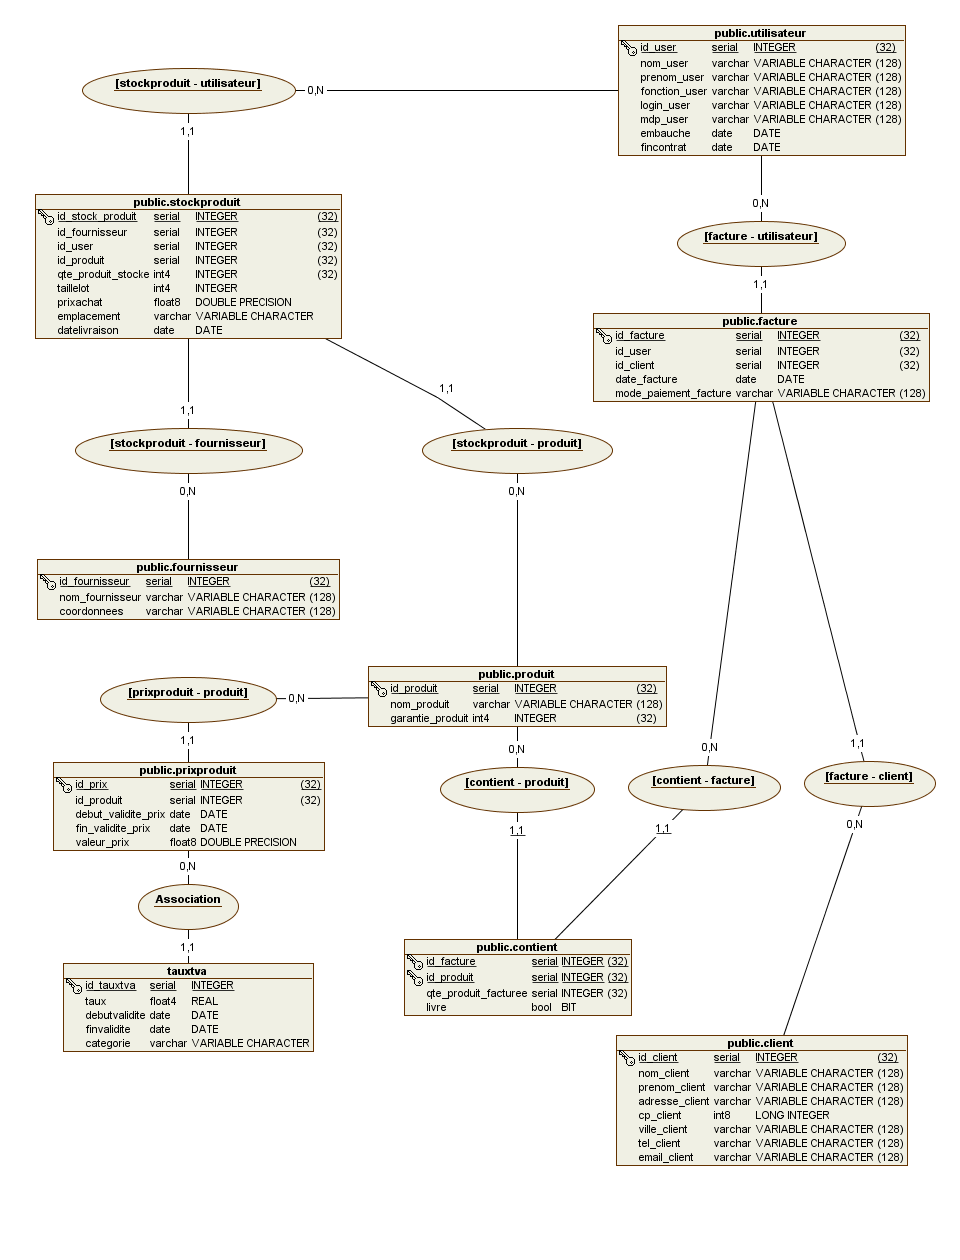 public.utilisateur
id_user serial INTEGER (32)
nom_user varchar VARIABLE CHARACTER (128)
prenom_user varchar VARIABLE CHARACTER (128)
fonction_user varchar VARIABLE CHARACTER (128)
login_user varchar VARIABLE CHARACTER (128)
mdp_user varchar VARIABLE CHARACTER (128)
embauche date DATE
fincontrat date DATE
[stockproduit - utilisateur]
0,N
1,1
public.stockproduit
id_stock_produit serial INTEGER (32)
id_fournisseur serial INTEGER (32)
id_user serial INTEGER (32)
id_produit serial INTEGER (32)
qte_produit_stocke int4 INTEGER (32)
taillelot int4 INTEGER
prixachat float8 DOUBLE PRECISION
emplacement varchar VARIABLE CHARACTER
datelivraison date DATE
0,N
[facture - utilisateur]
1,1
public.facture
id_facture serial INTEGER (32)
id_user serial INTEGER (32)
id_client serial INTEGER (32)
date_facture date DATE
mode_paiement_facture varchar VARIABLE CHARACTER (128)
1,1
1,1
[stockproduit - fournisseur]
[stockproduit - produit]
0,N
0,N
public.fournisseur
id_fournisseur serial INTEGER (32)
nom_fournisseur varchar VARIABLE CHARACTER (128)
coordonnees varchar VARIABLE CHARACTER (128)
public.produit
id_produit serial INTEGER (32)
nom_produit varchar VARIABLE CHARACTER (128)
garantie_produit int4 INTEGER (32)
[prixproduit - produit]
0,N
1,1
0,N
0,N
1,1
public.prixproduit
id_prix serial INTEGER (32)
id_produit serial INTEGER (32)
debut_validite_prix date DATE
fin_validite_prix date DATE
valeur_prix float8 DOUBLE PRECISION
[contient - produit]
[contient - facture]
[facture - client]
1,1
1,1
0,N
0,N
Association
1,1
tauxtva
id_tauxtva serial INTEGER
taux float4 REAL
debutvalidite date DATE
finvalidite date DATE
categorie varchar VARIABLE CHARACTER
public.contient
id_facture serial INTEGER (32)
id_produit serial INTEGER (32)
qte_produit_facturee serial INTEGER (32)
livre bool BIT
public.client
id_client serial INTEGER (32)
nom_client varchar VARIABLE CHARACTER (128)
prenom_client varchar VARIABLE CHARACTER (128)
adresse_client varchar VARIABLE CHARACTER (128)
cp_client int8 LONG INTEGER
ville_client varchar VARIABLE CHARACTER (128)
tel_client varchar VARIABLE CHARACTER (128)
email_client varchar VARIABLE CHARACTER (128)